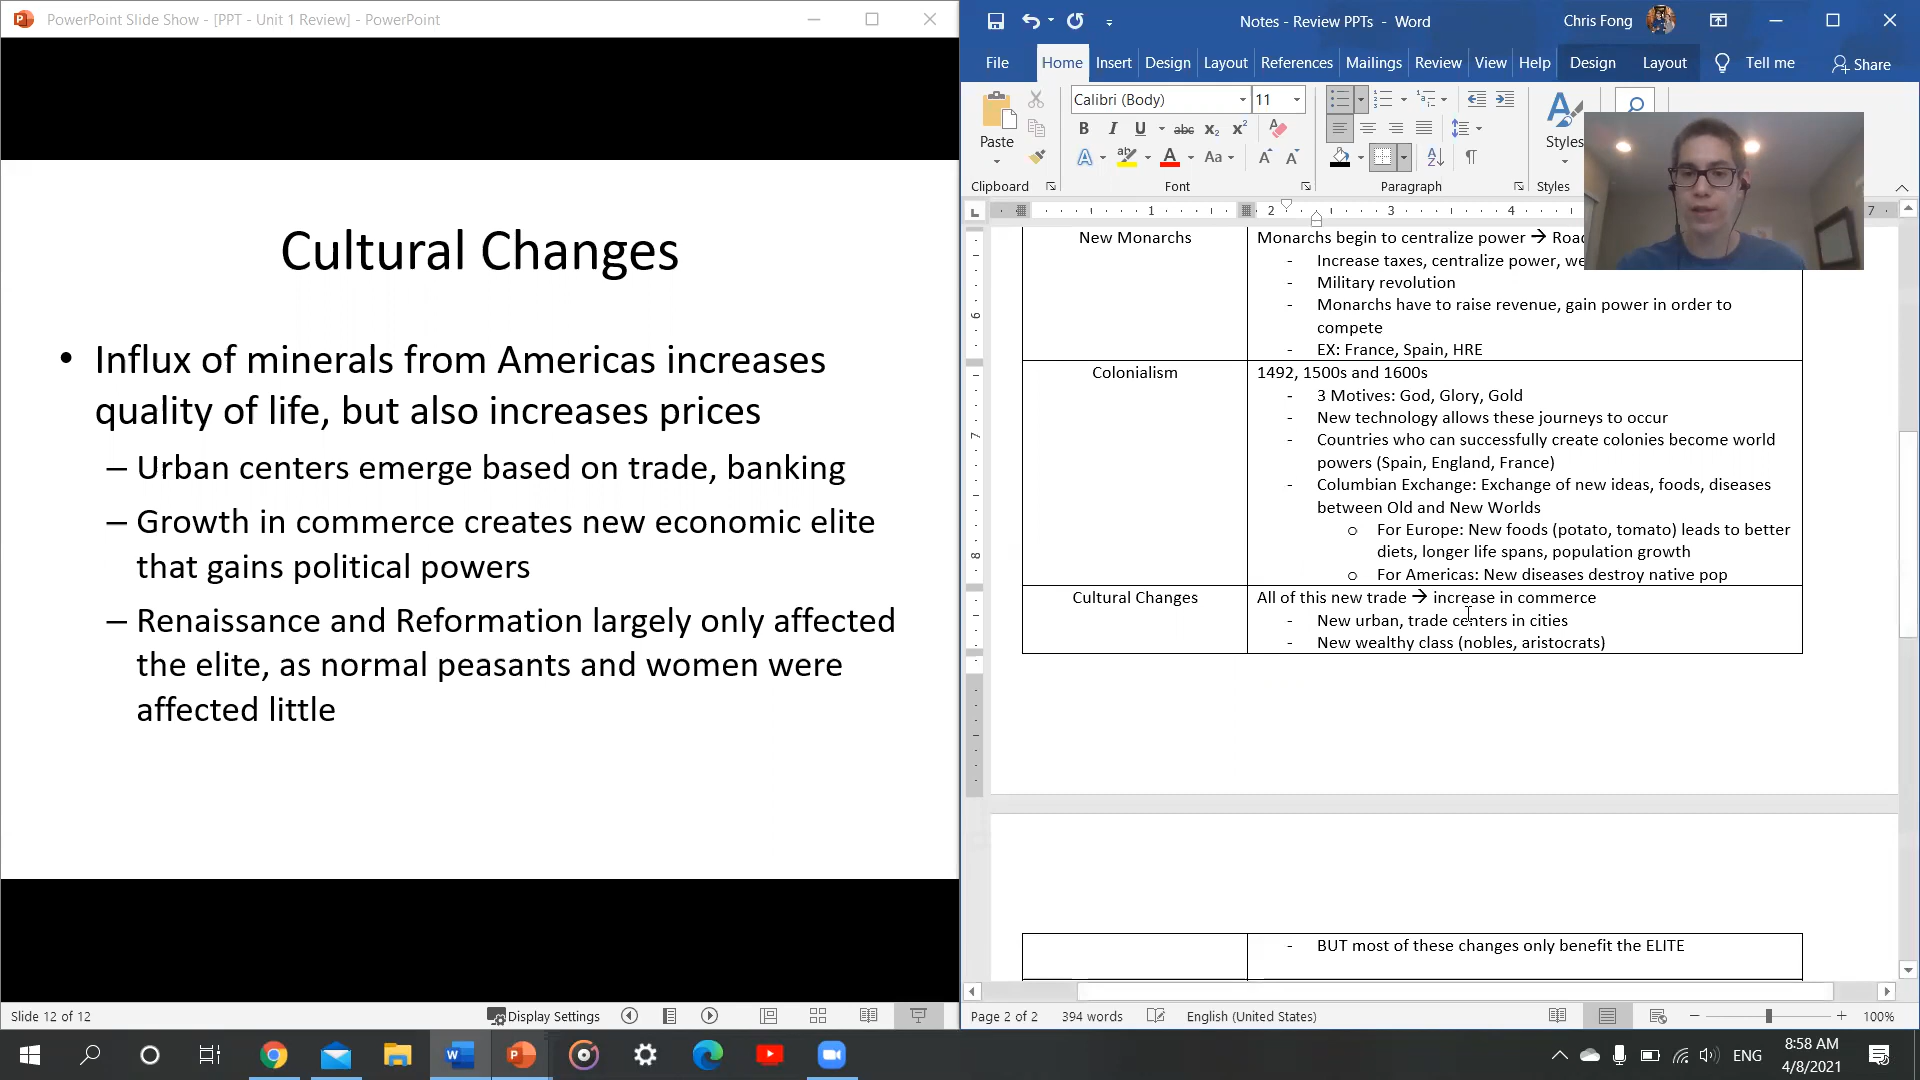 PowerPoint Slide Show - [PPT - Unit 1 Review] - PowerPoint
Cultural Changes
• Influx of minerals from Americas increases
quality of life, but also increases prices
– Urban centers emerge based on trade, banking
– Growth in commerce creates new economic elite
that gains political powers
– Renaissance and Reformation largely only affected
the elite, as normal peasants and women were
affected little
Slide 12 of 12
Display Settings
Notes - Review PPTs - Word
Chris Fong
File Home Insert Design Layout References Mailings Review View Help Design Layout Tell me Share
Calibri (Body) 11
Paste
Styles
Clipboard Font Paragraph Styles
1 2 3 4 7
New Monarchs
Monarchs begin to centralize power → Roa
- Increase taxes, centralize power, we
- Military revolution
- Monarchs have to raise revenue, gain power in order to
compete
- EX: France, Spain, HRE
Colonialism
1492, 1500s and 1600s
- 3 Motives: God, Glory, Gold
- New technology allows these journeys to occur
- Countries who can successfully create colonies become world
powers (Spain, England, France)
- Columbian Exchange: Exchange of new ideas, foods, diseases
between Old and New Worlds
o For Europe: New foods (potato, tomato) leads to better
diets, longer life spans, population growth
o For Americas: New diseases destroy native pop
Cultural Changes
All of this new trade → increase in commerce
- New urban, trade centers in cities
- New wealthy class (nobles, aristocrats)
- BUT most of these changes only benefit the ELITE
6
7
8
Page 2 of 2 394 words English (United States) 100%
ENG
8:58 AM
4/8/2021